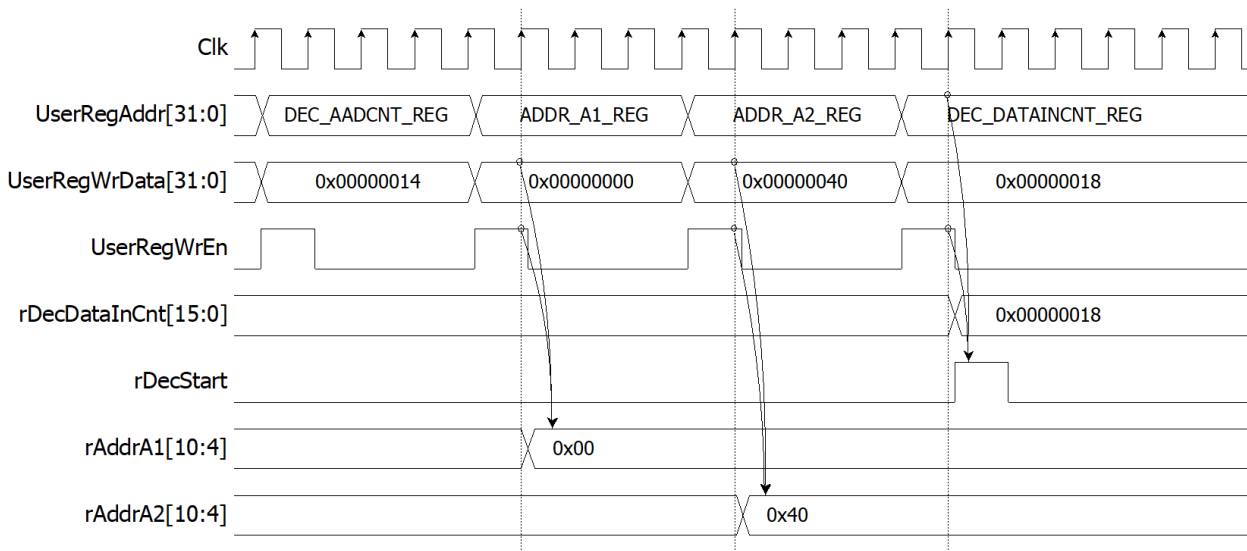 Clk
UserRegAddr[31:0] DEC_AADCNT_REG ADDR_A1_REG ADDR_A2_REG DEC_DATAINCNT_REG
UserRegWrData[31:0] 0x00000014 0x00000000 0x00000040 0x00000018
UserRegWrEn
rDecDataInCnt[15:0] 0x00000018
rDecStart
rAddrA1[10:4] 0x00
rAddrA2[10:4] 0x40